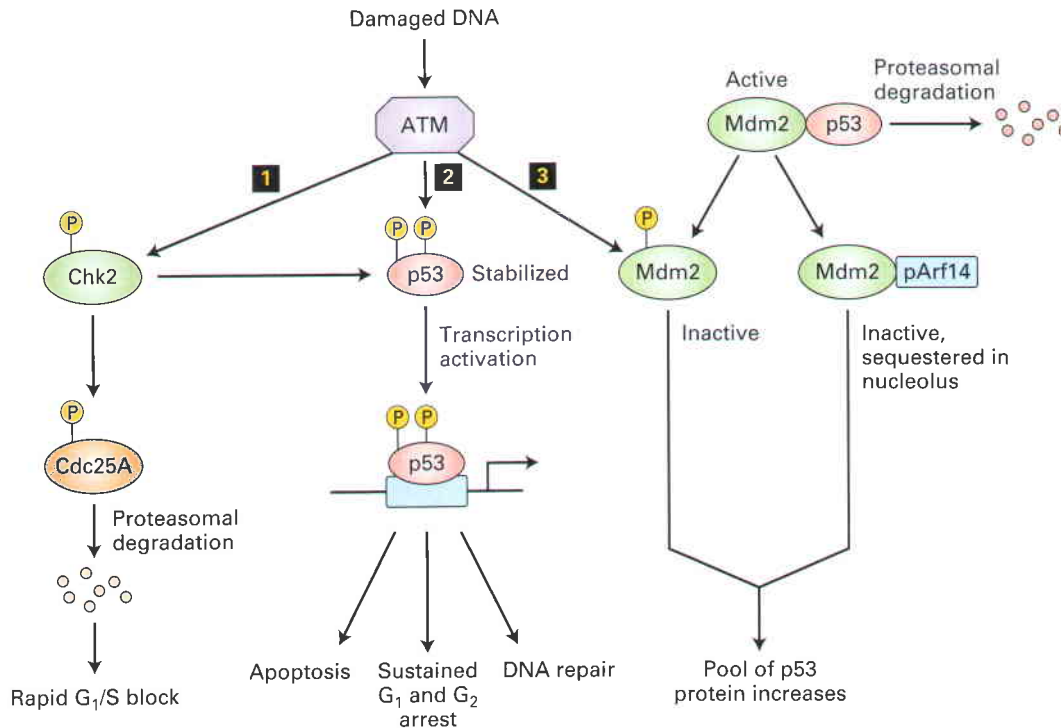 Damaged DNA
ATM
1
2
3
Active
Mdm2
p53
Proteasomal
degradation
P
Chk2
P
P
p53
Stabilized
P
Mdm2
Inactive
Mdm2
pArf14
Inactive,
sequestered in
nucleolus
Transcription
activation
P
Cdc25A
Proteasomal
degradation
P
P
p53
Rapid G1/S block
Apoptosis
Sustained
G1 and G2
arrest
DNA repair
Pool of p53
protein increases